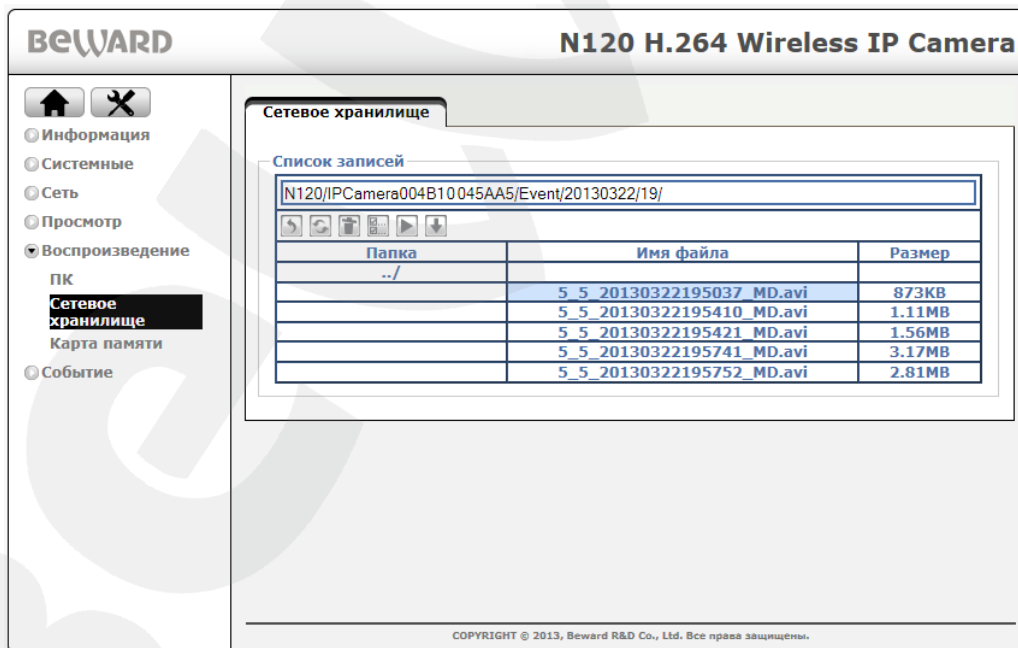 BEWARD
N120 H.264 Wireless IP Camera
Информация
Системные
Сеть
Просмотр
Воспроизведение
ПК
Сетевое
хранилище
Карта памяти
Событие
Сетевое хранилище
Список записей
N120/IPCamera004B10045AA5/Event/20130322/19/
Папка Имя файла Размер
../
5_5_20130322195037_MD.avi 873KB
5_5_20130322195410_MD.avi 1.11MB
5_5_20130322195421_MD.avi 1.56MB
5_5_20130322195741_MD.avi 3.17MB
5_5_20130322195752_MD.avi 2.81MB
COPYRIGHT © 2013, Beward R&D Co., Ltd. Все права защищены.